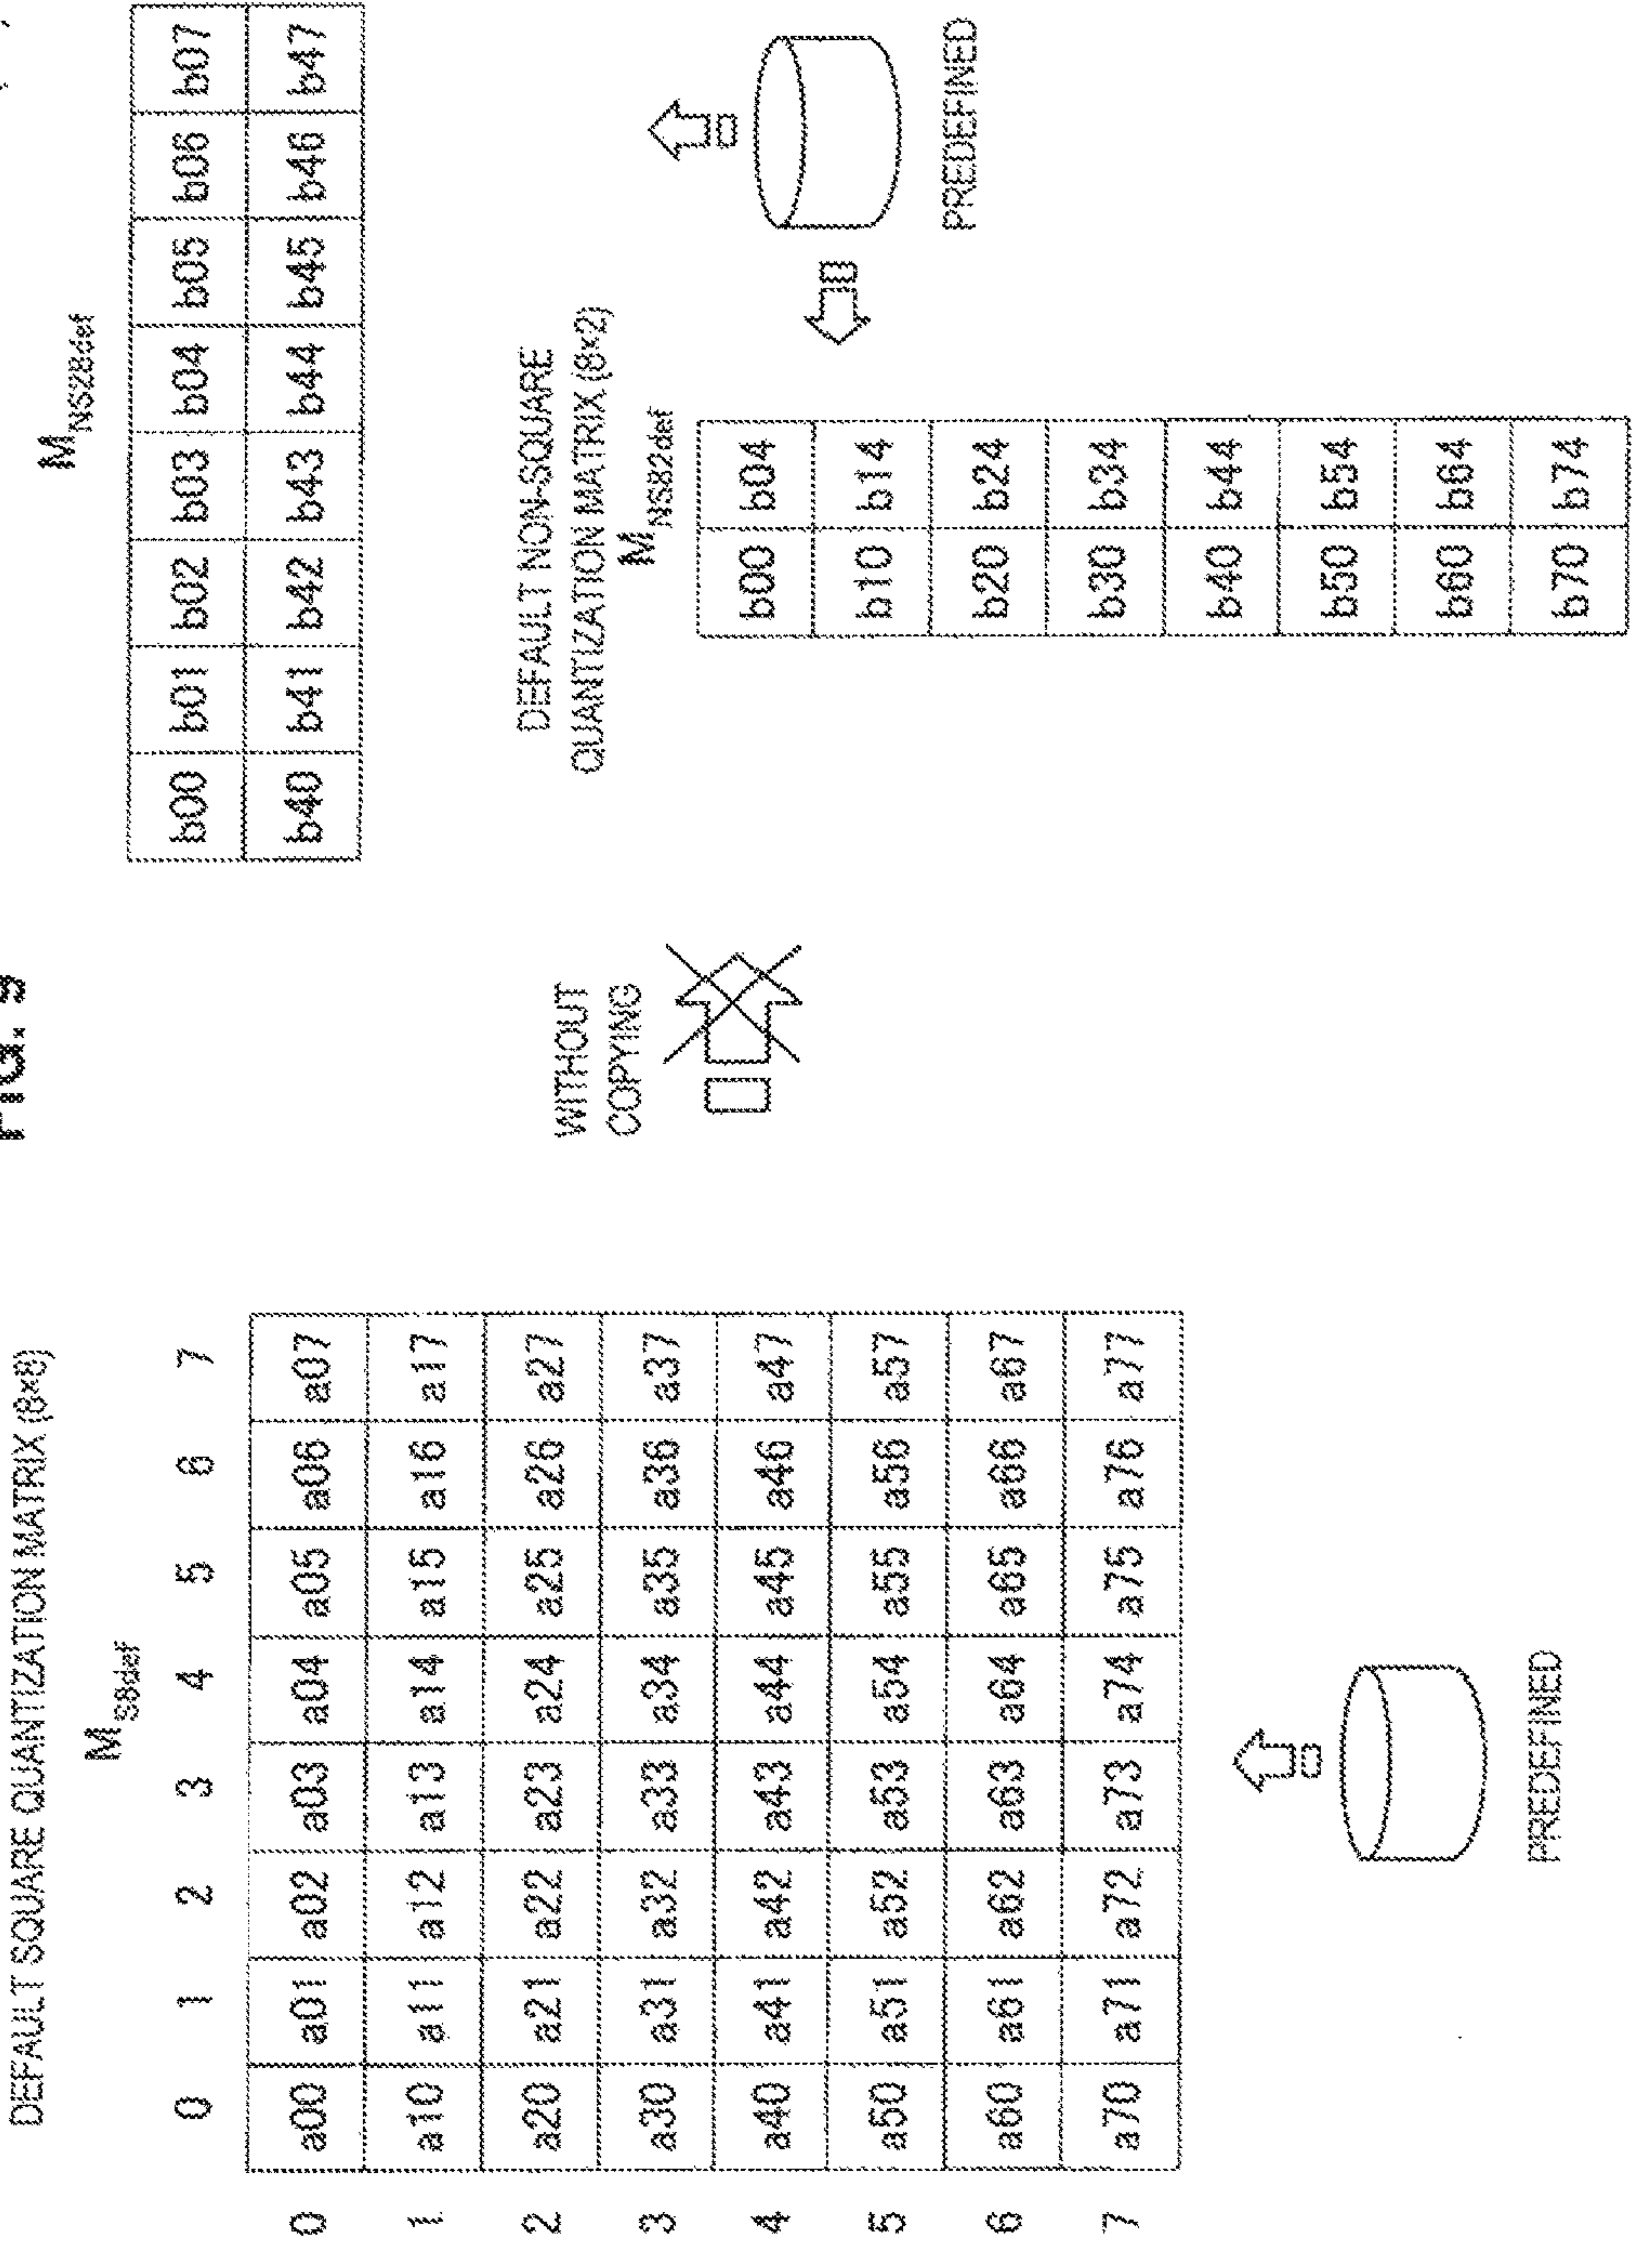 FIG. 9
DEFAULT SQUARE QUANTIZATION MATRIX (8×8)
M S8def
0 1 2 3 4 5 6 7
0 a00 a01 a02 a03 a04 a05 a06 a07
1 a10 a11 a12 a13 a14 a15 a16 a17
2 a20 a21 a22 a23 a24 a25 a26 a27
3 a30 a31 a32 a33 a34 a35 a36 a37
4 a40 a41 a42 a43 a44 a45 a46 a47
5 a50 a51 a52 a53 a54 a55 a56 a57
6 a60 a61 a62 a63 a64 a65 a66 a67
7 a70 a71 a72 a73 a74 a75 a76 a77
PREDEFINED
WITHOUT
COPYING
M NS28def
b00 b01 b02 b03 b04 b05 b06 b07
b40 b41 b42 b43 b44 b45 b46 b47
DEFAULT NON-SQUARE
QUANTIZATION MATRIX (8×2)
M NS82def
b00 b04
b10 b14
b20 b24
b30 b34
b40 b44
b50 b54
b60 b64
b70 b74
PREDEFINED